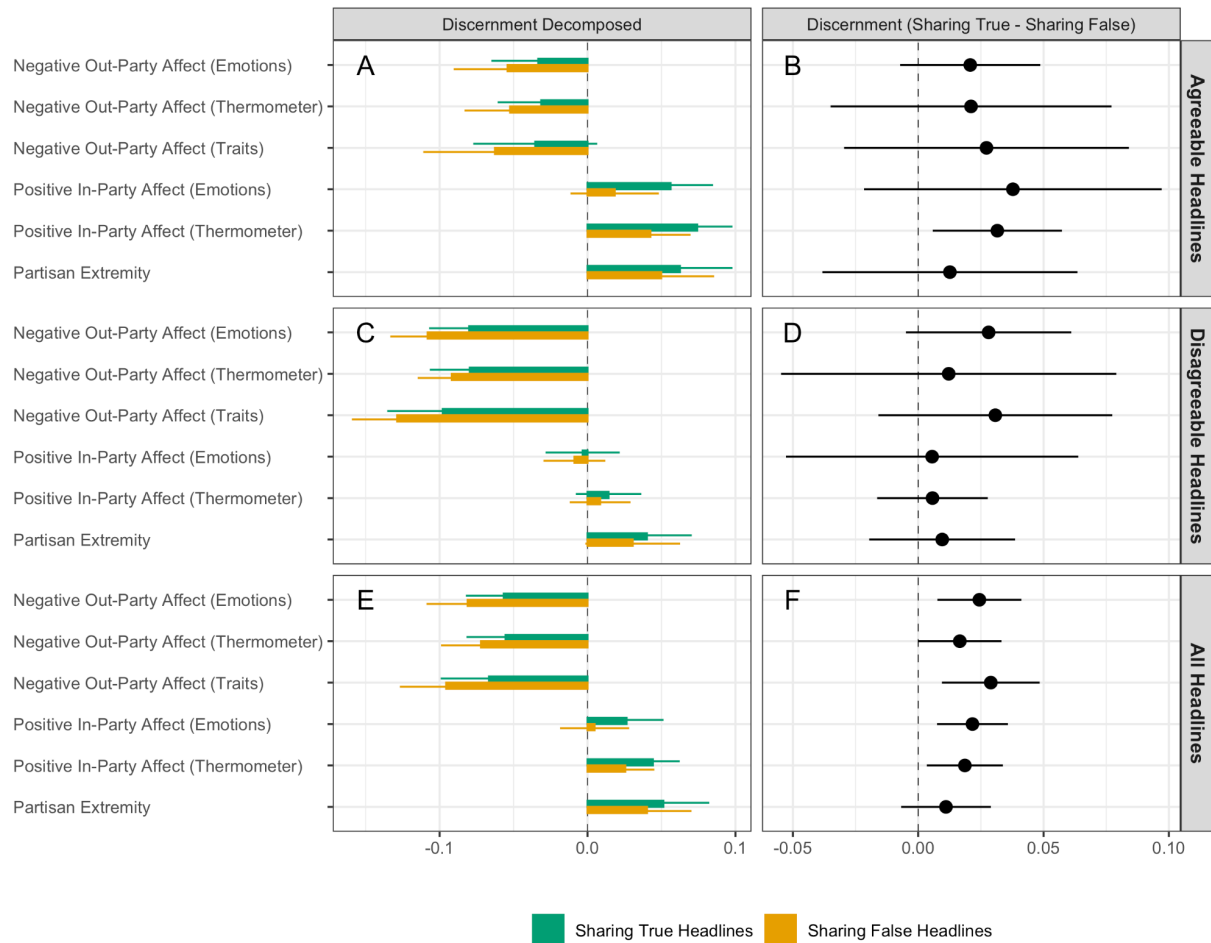 Discernment Decomposed
Discernment (Sharing True - Sharing False)
A
B
Negative Out-Party Affect (Emotions)
Negative Out-Party Affect (Thermometer)
Negative Out-Party Affect (Traits)
Positive In-Party Affect (Emotions)
Positive In-Party Affect (Thermometer)
Partisan Extremity
Agreeable Headlines
C
D
Negative Out-Party Affect (Emotions)
Negative Out-Party Affect (Thermometer)
Negative Out-Party Affect (Traits)
Positive In-Party Affect (Emotions)
Positive In-Party Affect (Thermometer)
Partisan Extremity
Disagreeable Headlines
E
F
Negative Out-Party Affect (Emotions)
Negative Out-Party Affect (Thermometer)
Negative Out-Party Affect (Traits)
Positive In-Party Affect (Emotions)
Positive In-Party Affect (Thermometer)
Partisan Extremity
All Headlines
-0.1 0.0 0.1
-0.05 0.00 0.05 0.10
Sharing True Headlines
Sharing False Headlines